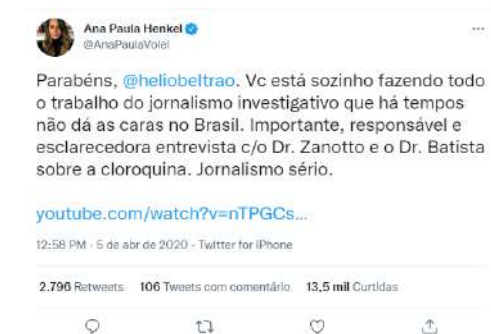 Ana Paula Henkel
@AnaPaulaVolei
Parabéns, @heliobeltrao. Vc está sozinho fazendo todo
o trabalho do jornalismo investigativo que há tempos
não dá as caras no Brasil. Importante, responsável e
esclarecedora entrevista c/o Dr. Zanotto e o Dr. Batista
sobre a cloroquina. Jornalismo sério.
youtube.com/watch?v=nTPGCs...
12:58 PM · 5 de abr de 2020 · Twitter for iPhone
2.796 Retweets 106 Tweets com comentário 13,5 mil Curtidas